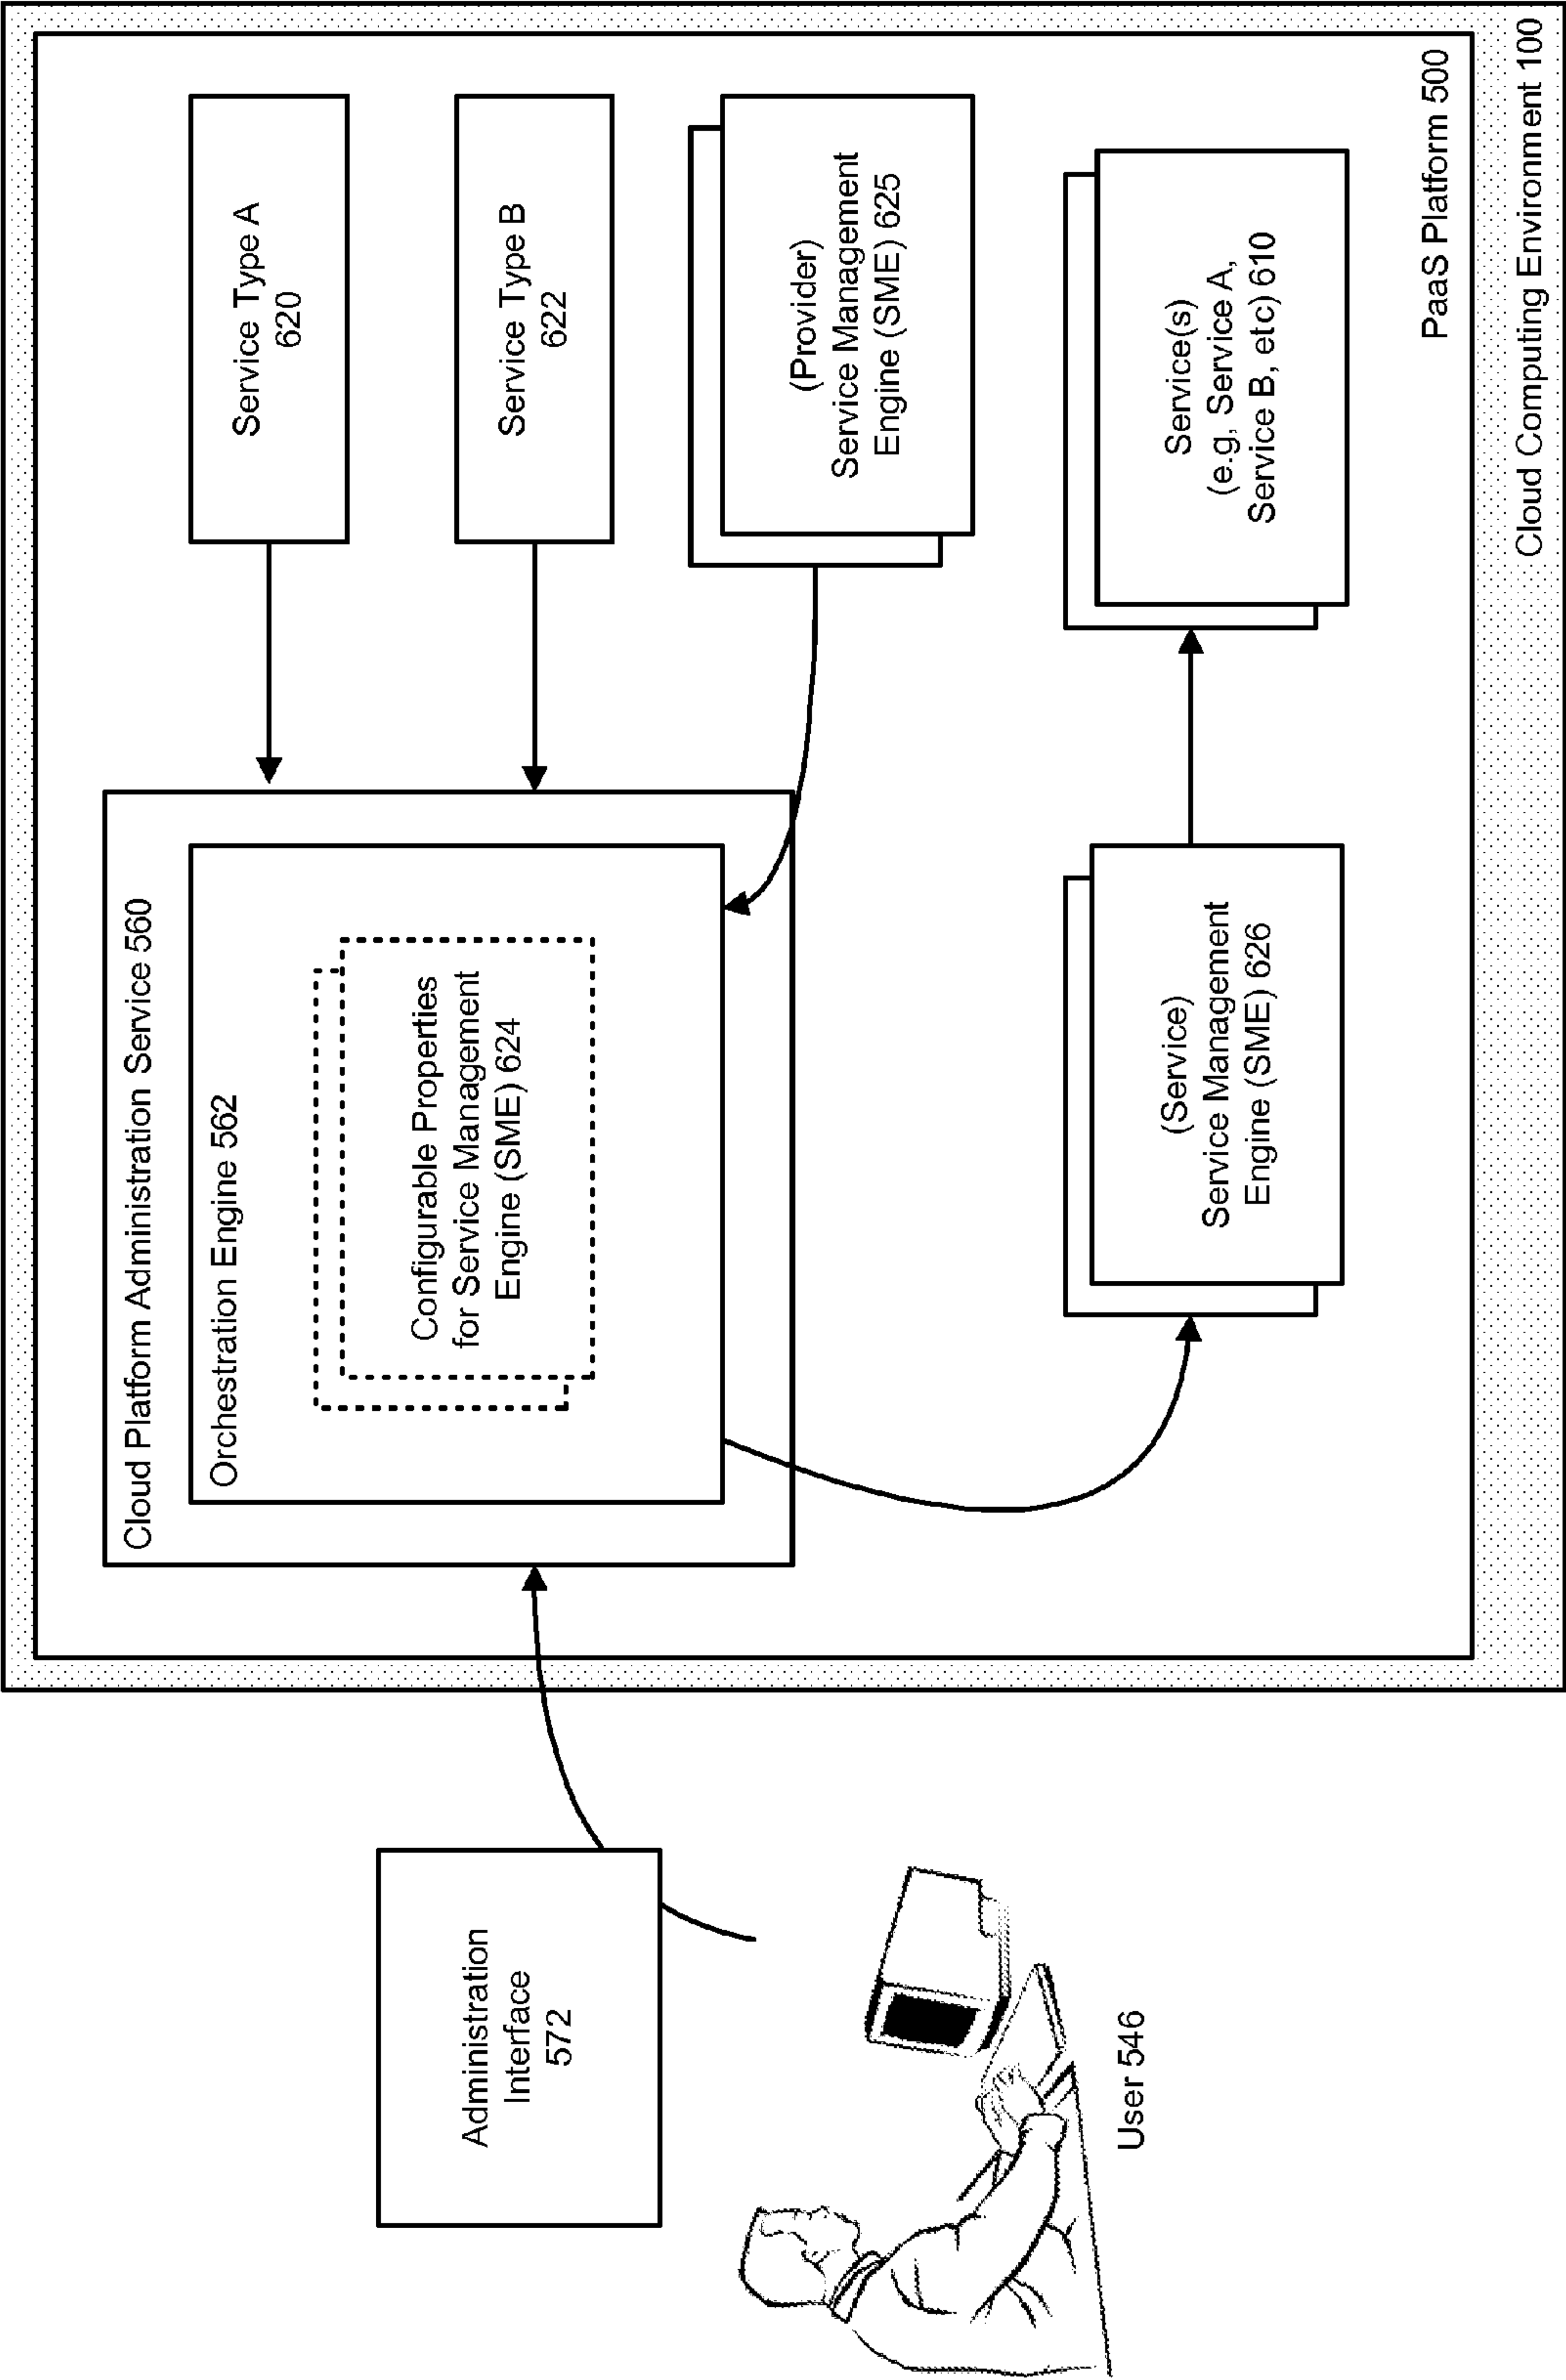 Cloud Platform Administration Service 560
Orchestration Engine 562
Configurable Properties
for Service Management
Engine (SME) 624
Service Type A
620
Service Type B
622
(Provider)
Service Management
Engine (SME) 625
Administration
Interface
572
User 546
(Service)
Service Management
Engine (SME) 626
Service(s)
(e.g, Service A,
Service B, etc) 610
PaaS Platform 500
Cloud Computing Environment 100